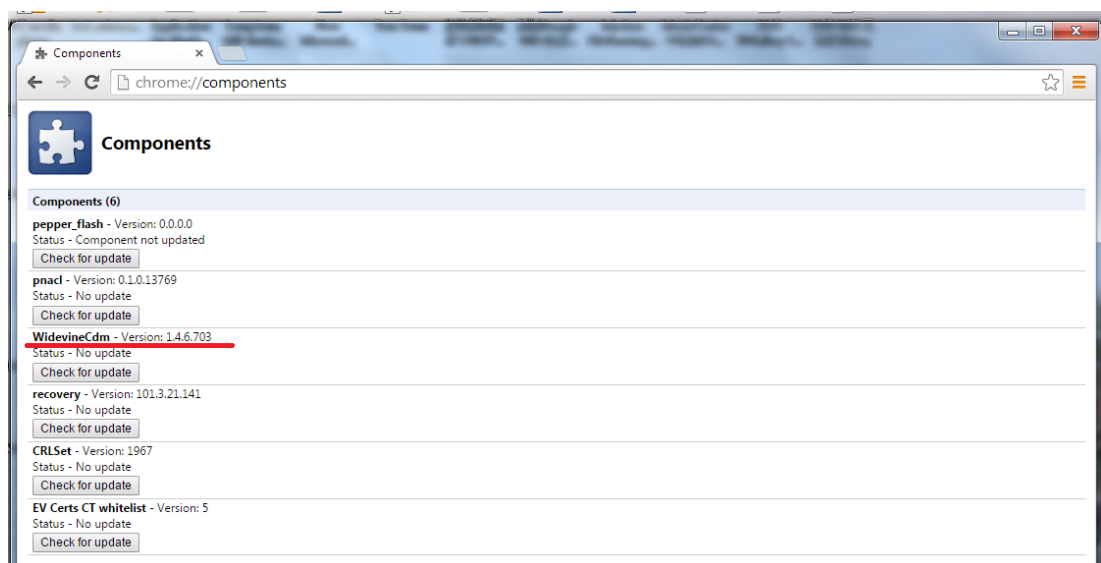 Components
chrome://components
Components
Components (6)
pepper_flash - Version: 0.0.0.0
Status - Component not updated
Check for update
pnacl - Version: 0.1.0.13769
Status - No update
Check for update
WidevineCdm - Version: 1.4.6.703
Status - No update
Check for update
recovery - Version: 101.3.21.141
Status - No update
Check for update
CRLSet - Version: 1967
Status - No update
Check for update
EV Certs CT whitelist - Version: 5
Status - No update
Check for update